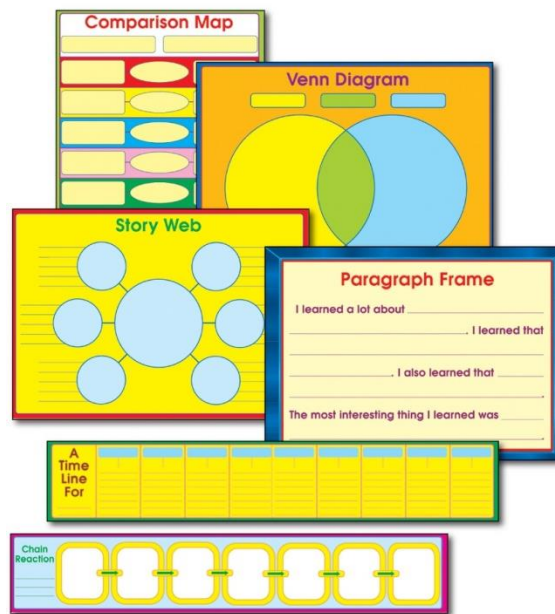 Comparison Map
Venn Diagram
Story Web
Paragraph Frame
I learned a lot about
. I learned that
. I also learned that
.
The most interesting thing I learned was
A
Time
Line
For
Chain
Reaction